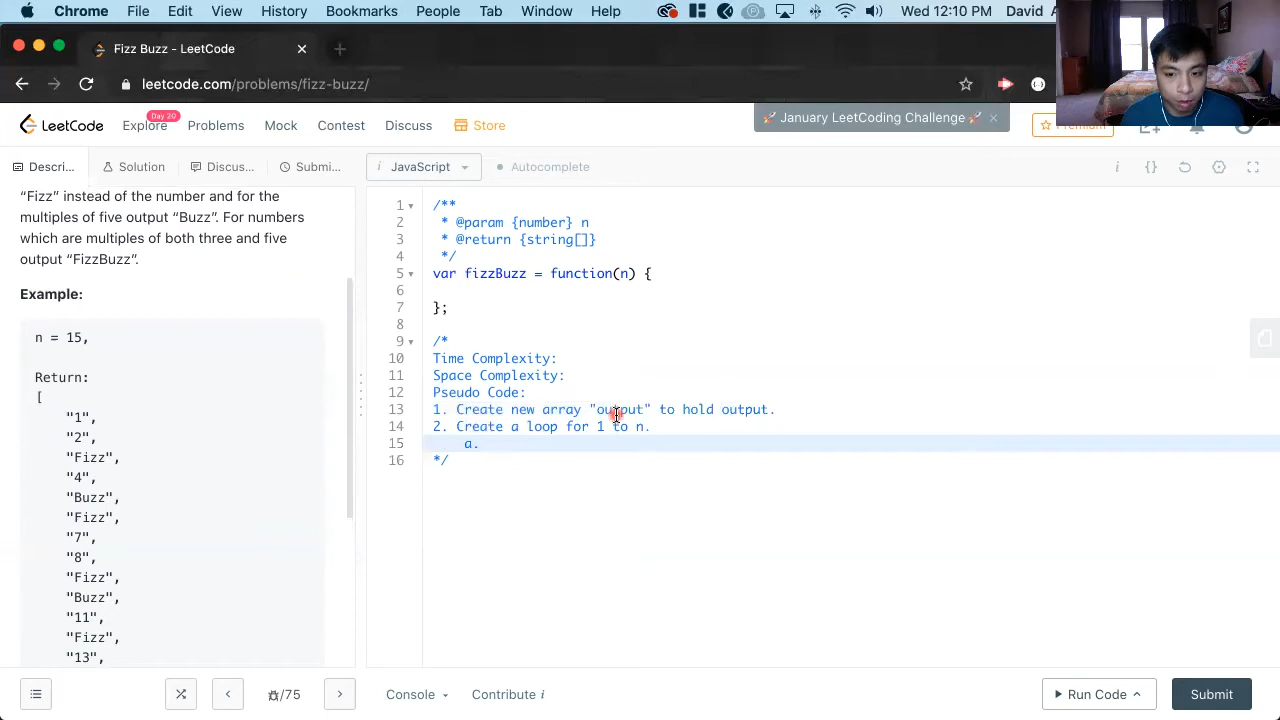 Chrome File Edit View History Bookmarks People Tab Window Help Wed 12:10 PM David A
Fizz Buzz - LeetCode
leetcode.com/problems/fizz-buzz/
LeetCode Explore Day 20 Problems Mock Contest Discuss Store
🚀 January LeetCoding Challenge 🚀
Premium
Descri... Solution Discus... Submi...
i JavaScript Autocomplete
“Fizz” instead of the number and for the
multiples of five output “Buzz”. For numbers
which are multiples of both three and five
output “FizzBuzz”.
Example:
n = 15,
Return:
[
"1",
"2",
"Fizz",
"4",
"Buzz",
"Fizz",
"7",
"8",
"Fizz",
"Buzz",
"11",
"Fizz",
"13",
1 /**
2 * @param {number} n
3 * @return {string[]}
4 */
5 var fizzBuzz = function(n) {
6
7 };
8
9 /*
10 Time Complexity:
11 Space Complexity:
12 Pseudo Code:
13 1. Create new array "output" to hold output.
14 2. Create a loop for 1 to n.
15 a.
16 */
/75
Console Contribute i
Run Code
Submit